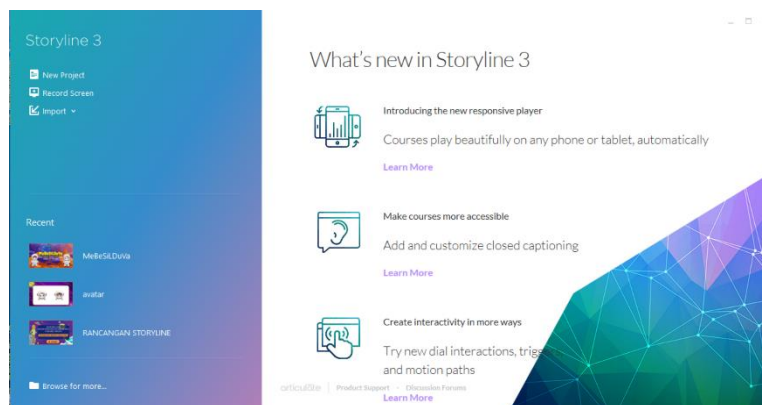 Storyline 3
New Project
Record Screen
Import
Recent
MeBeSiLDuVa
avatar
RANCANGAN STORYLINE
Browse for more...
What's new in Storyline 3
Introducing the new responsive player
Courses play beautifully on any phone or tablet, automatically
Learn More
Make courses more accessible
Add and customize closed captioning
Learn More
Create interactivity in more ways
Try new dial interactions,
and motion paths
articulate | Product Support · Discussion Forums
Learn More